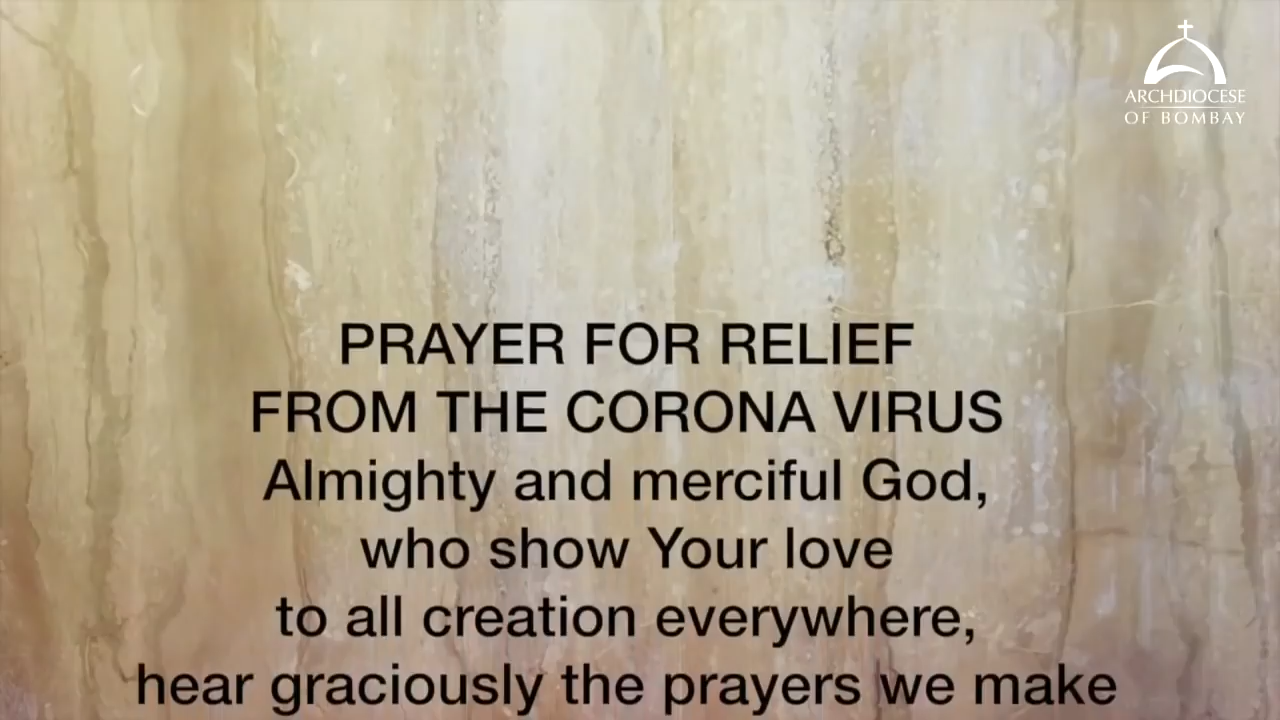 ARCHDIOCESE
OF BOMBAY
PRAYER FOR RELIEF
FROM THE CORONA VIRUS
Almighty and merciful God,
who show Your love
to all creation everywhere,
hear graciously the prayers we make